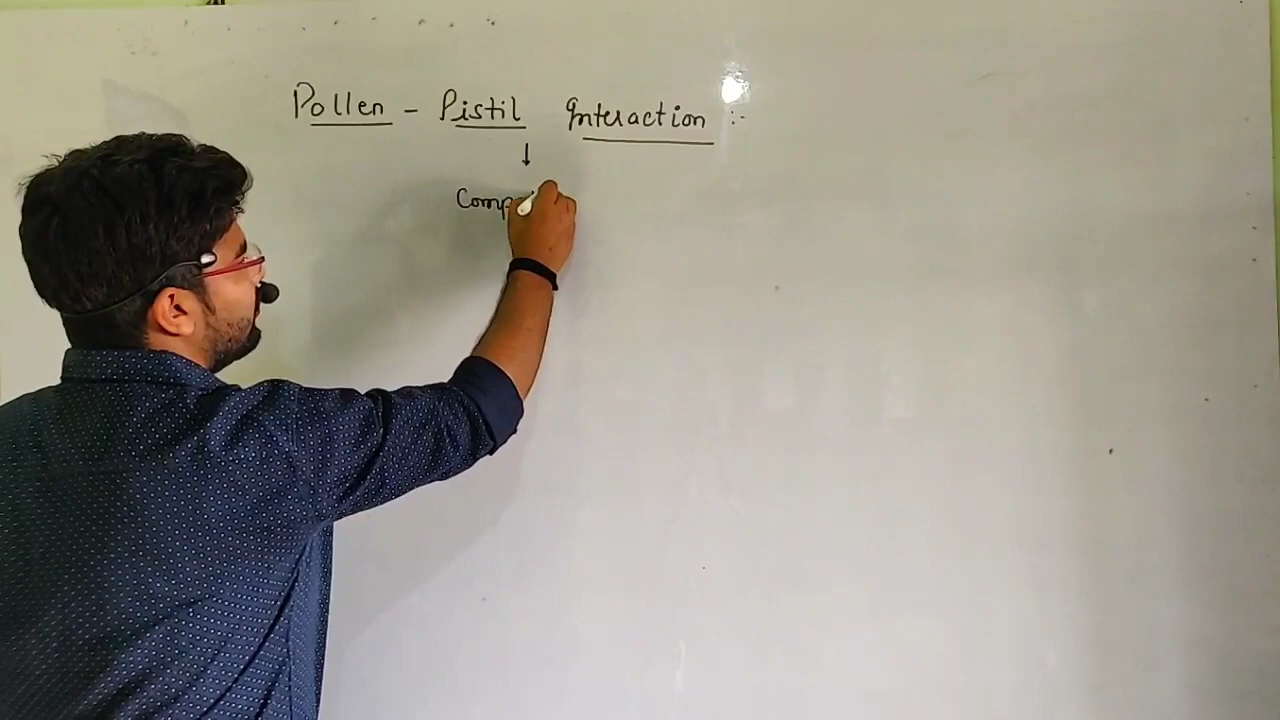 Pollen - Pistil Interaction :-
↓
Comp